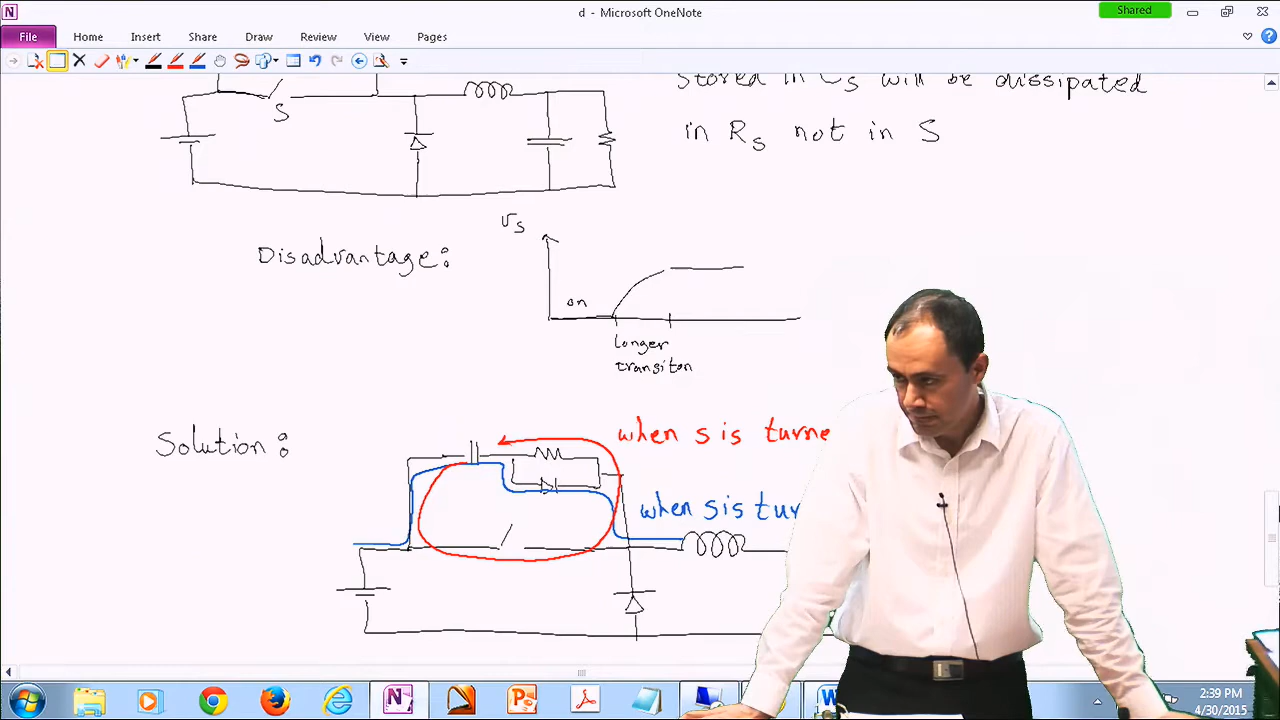 d - Microsoft OneNote
Shared
File Home Insert Share Draw Review View Pages
stored in Cs will be dissipated
in Rs not in S
S
vs
Disadvantage:
on
longer
transiton
Solution:
when s is turne
when s is tur
2:39 PM
4/30/2015